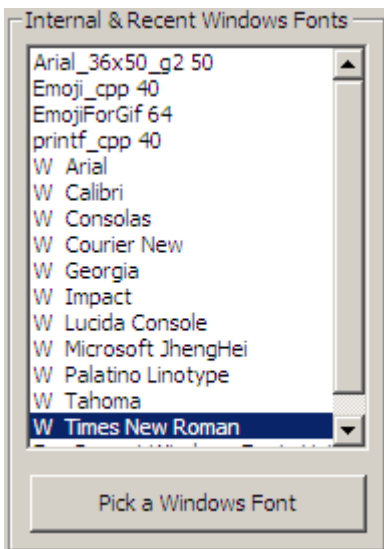 Internal & Recent Windows Fonts
Arial_36x50_g2 50
Emoji_cpp 40
EmojiForGif 64
printf_cpp 40
W Arial
W Calibri
W Consolas
W Courier New
W Georgia
W Impact
W Lucida Console
W Microsoft JhengHei
W Palatino Linotype
W Tahoma
W Times New Roman
Pick a Windows Font